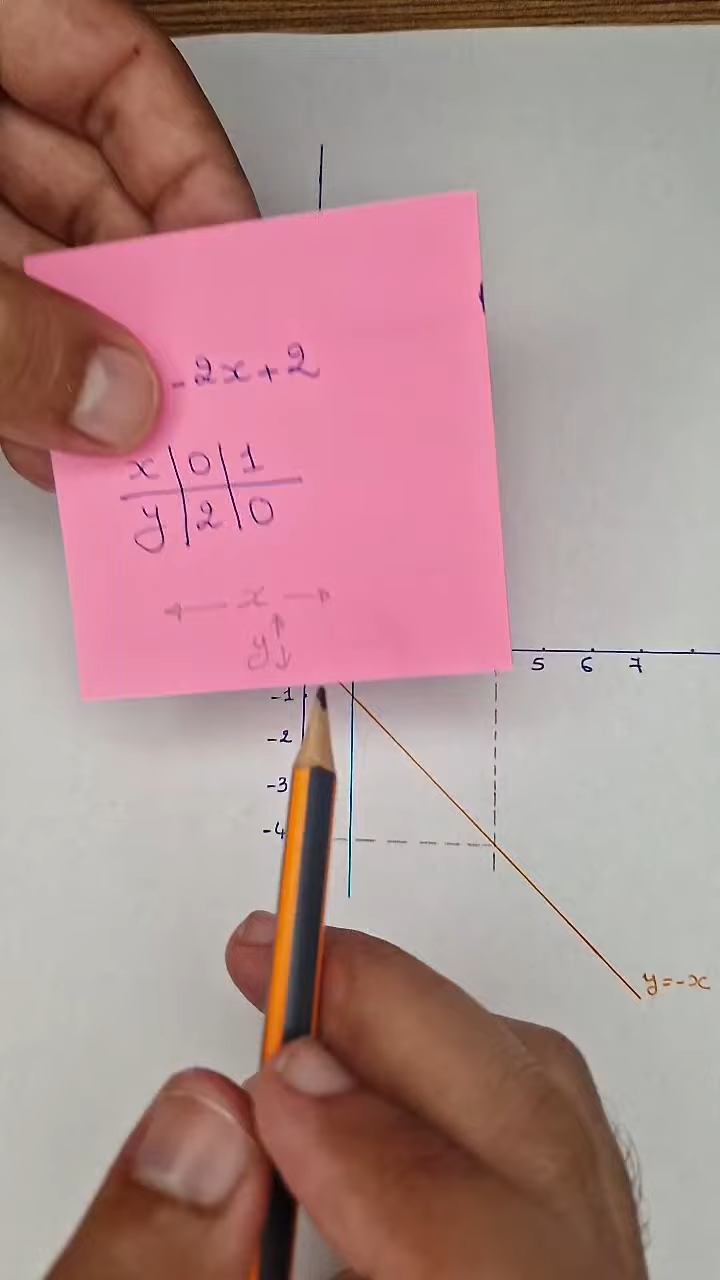 -2x+2
x | 0 | 1
y | 2 | 0
← x →
y ↕
5 6 7
-1
-2
-3
-4
y=-x